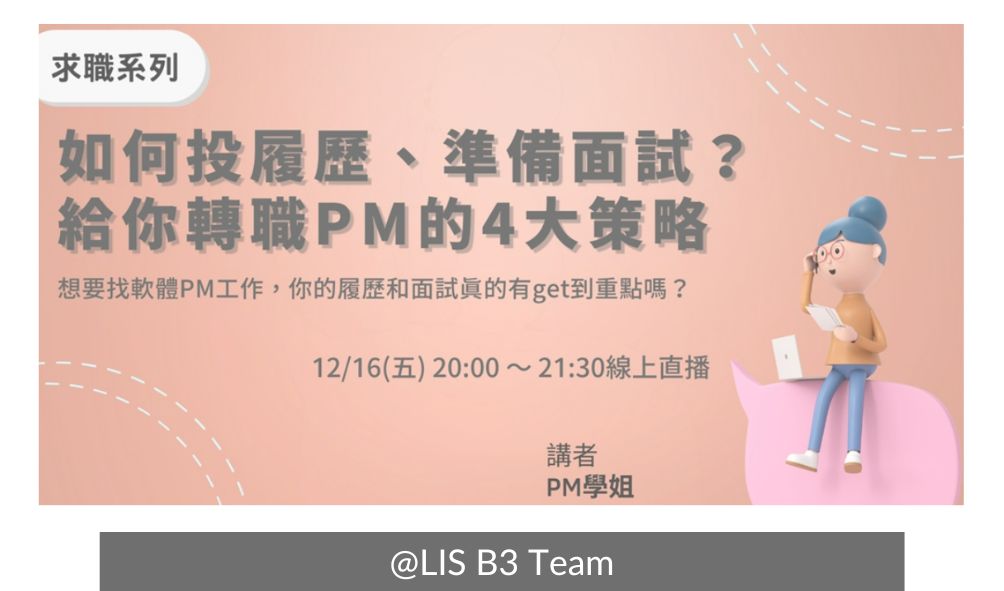 求職系列
如何投履歷、準備面試？
給你轉職PM的4大策略
想要找軟體PM工作，你的履歷和面試真的有get到重點嗎？
12/16(五) 20:00 ～ 21:30線上直播
講者
PM學姐
@LIS B3 Team